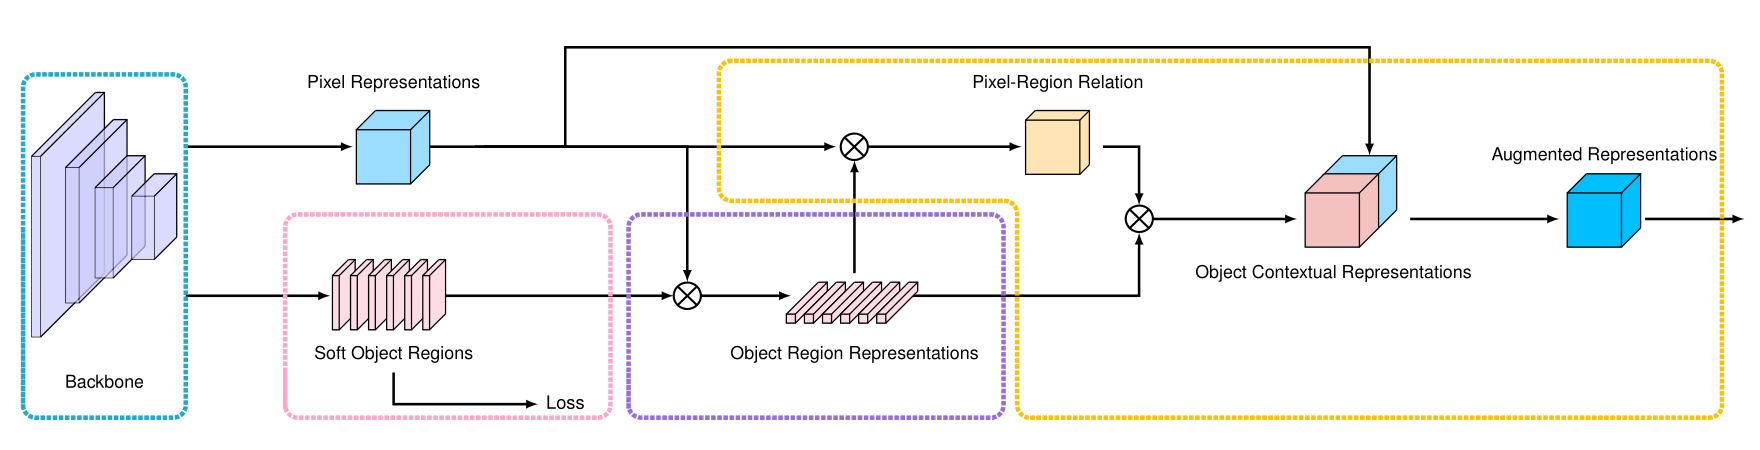 Pixel Representations
Pixel-Region Relation
Augmented Representations
Object Contextual Representations
Soft Object Regions
Object Region Representations
Backbone
Loss